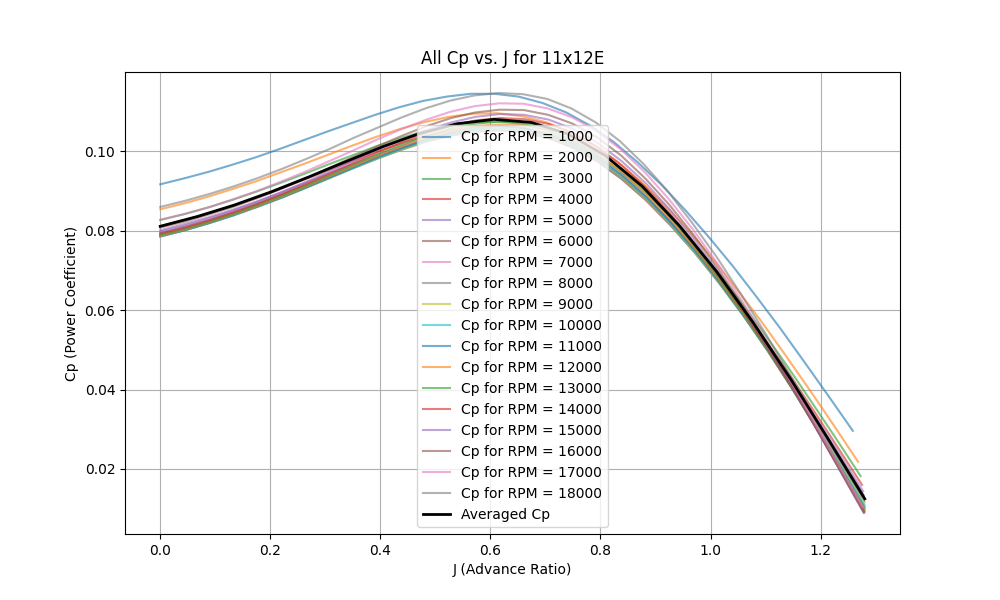 All Cp vs. J for 11x12E
Cp (Power Coefficient)
0.10
0.08
0.06
0.04
0.02
Cp for RPM = 1000
Cp for RPM = 2000
Cp for RPM = 3000
Cp for RPM = 4000
Cp for RPM = 5000
Cp for RPM = 6000
Cp for RPM = 7000
Cp for RPM = 8000
Cp for RPM = 9000
Cp for RPM = 10000
Cp for RPM = 11000
Cp for RPM = 12000
Cp for RPM = 13000
Cp for RPM = 14000
Cp for RPM = 15000
Cp for RPM = 16000
Cp for RPM = 17000
Cp for RPM = 18000
Averaged Cp
0.0 0.2 0.4 0.6 0.8 1.0 1.2
J (Advance Ratio)